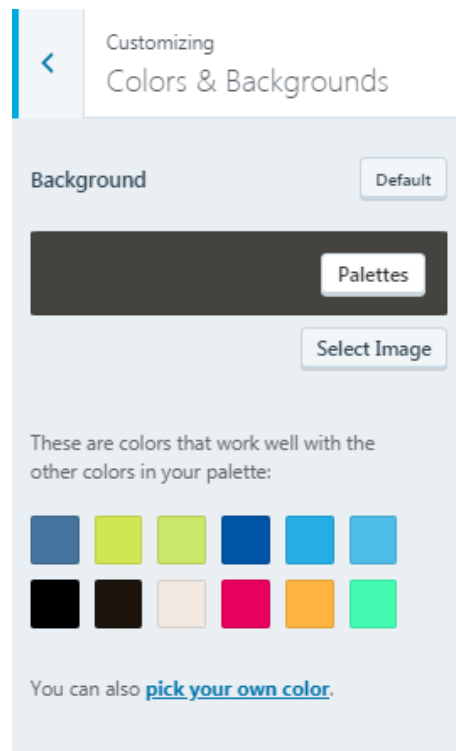 Customizing
Colors & Backgrounds
Background
Default
Palettes
Select Image
These are colors that work well with the
other colors in your palette:
You can also pick your own color.